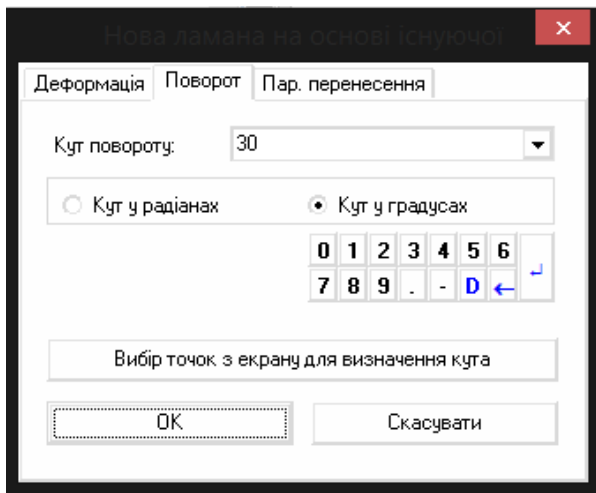 Нова ламана на основі існуючої
Деформація Поворот Пар. перенесення
Кут повороту: 30
Кут у радіанах Кут у градусах
0 1 2 3 4 5 6 ↵
7 8 9 . - D ←
Вибір точок з екрану для визначення кута
OK Скасувати